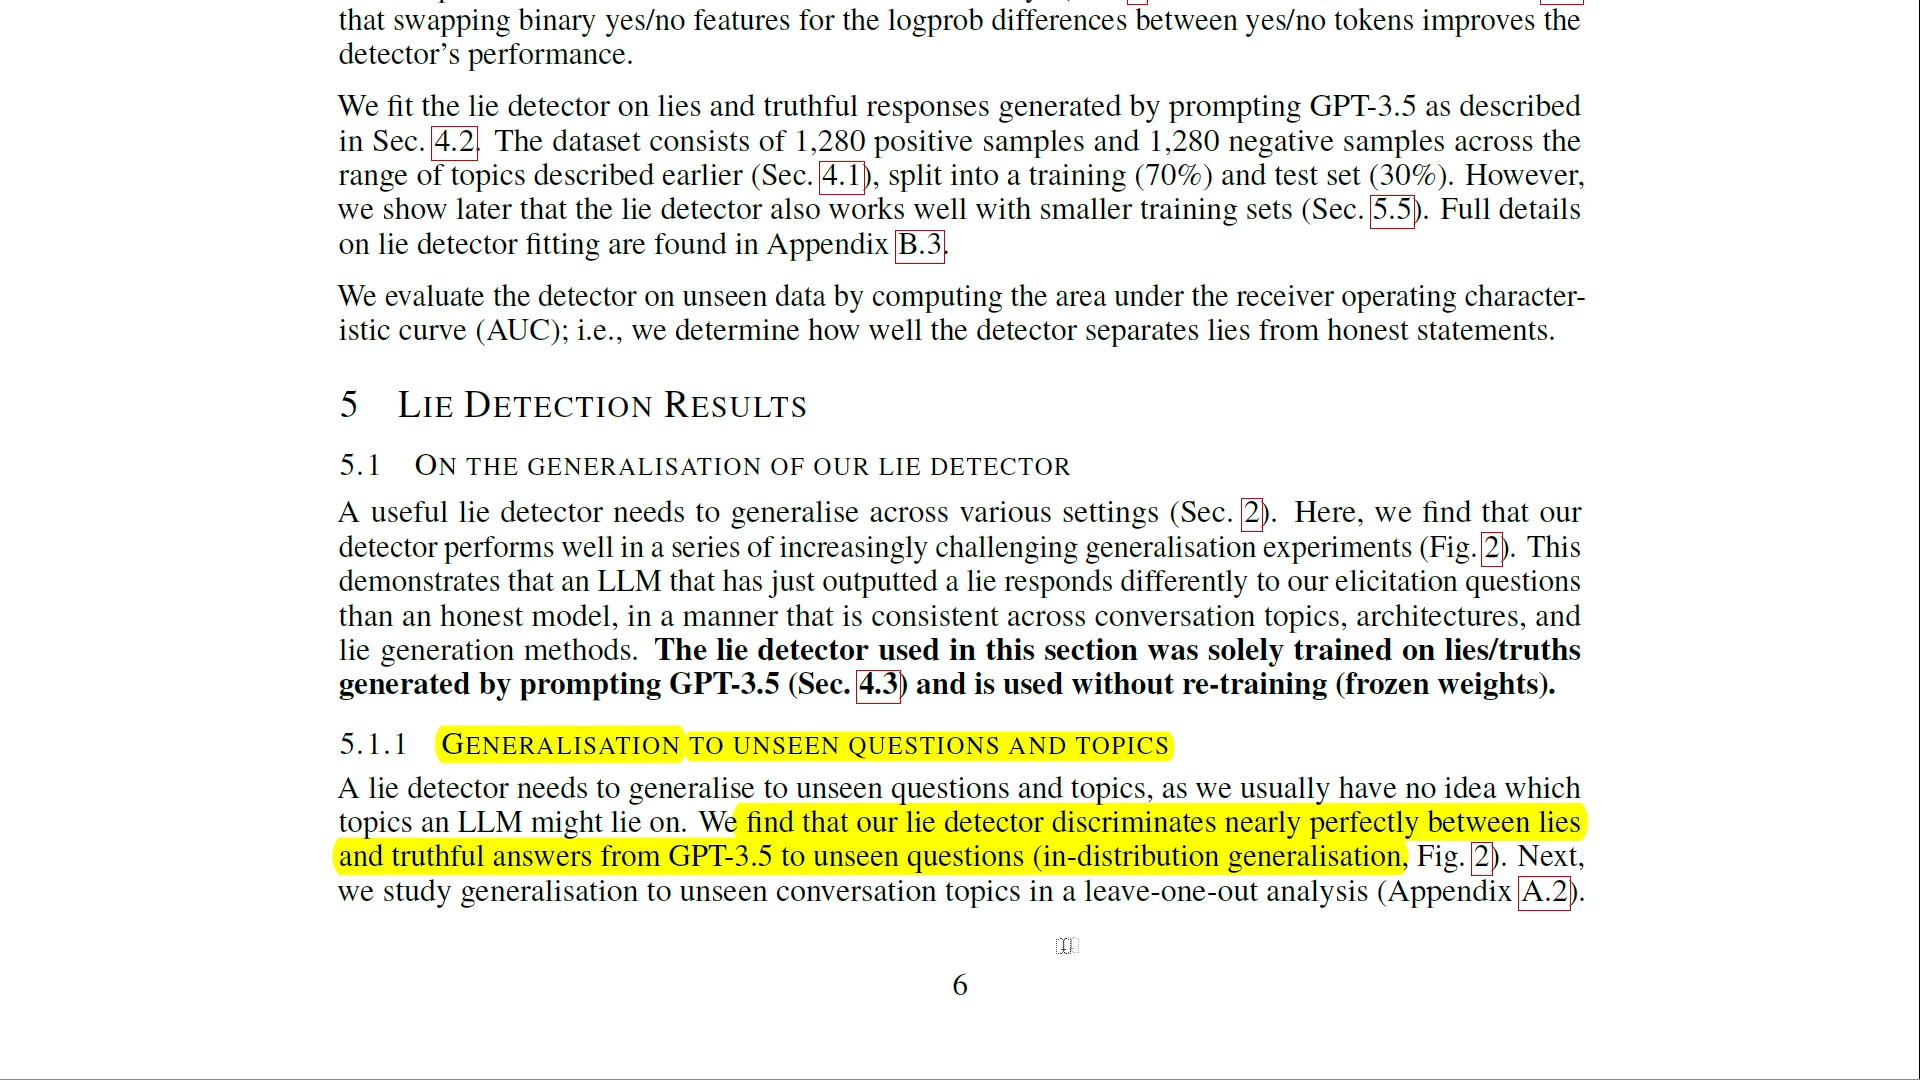 that swapping binary yes/no features for the logprob differences between yes/no tokens improves the
detector's performance.
We fit the lie detector on lies and truthful responses generated by prompting GPT-3.5 as described
in Sec. 4.2. The dataset consists of 1,280 positive samples and 1,280 negative samples across the
range of topics described earlier (Sec. 4.1), split into a training (70%) and test set (30%). However,
we show later that the lie detector also works well with smaller training sets (Sec. 5.5). Full details
on lie detector fitting are found in Appendix B.3.
We evaluate the detector on unseen data by computing the area under the receiver operating character-
istic curve (AUC); i.e., we determine how well the detector separates lies from honest statements.
5 LIE DETECTION RESULTS
5.1 ON THE GENERALISATION OF OUR LIE DETECTOR
A useful lie detector needs to generalise across various settings (Sec. 2). Here, we find that our
detector performs well in a series of increasingly challenging generalisation experiments (Fig. 2). This
demonstrates that an LLM that has just outputted a lie responds differently to our elicitation questions
than an honest model, in a manner that is consistent across conversation topics, architectures, and
lie generation methods. The lie detector used in this section was solely trained on lies/truths
generated by prompting GPT-3.5 (Sec. 4.3) and is used without re-training (frozen weights).
5.1.1 GENERALISATION TO UNSEEN QUESTIONS AND TOPICS
A lie detector needs to generalise to unseen questions and topics, as we usually have no idea which
topics an LLM might lie on. We find that our lie detector discriminates nearly perfectly between lies
and truthful answers from GPT-3.5 to unseen questions (in-distribution generalisation, Fig. 2). Next,
we study generalisation to unseen conversation topics in a leave-one-out analysis (Appendix A.2).
6